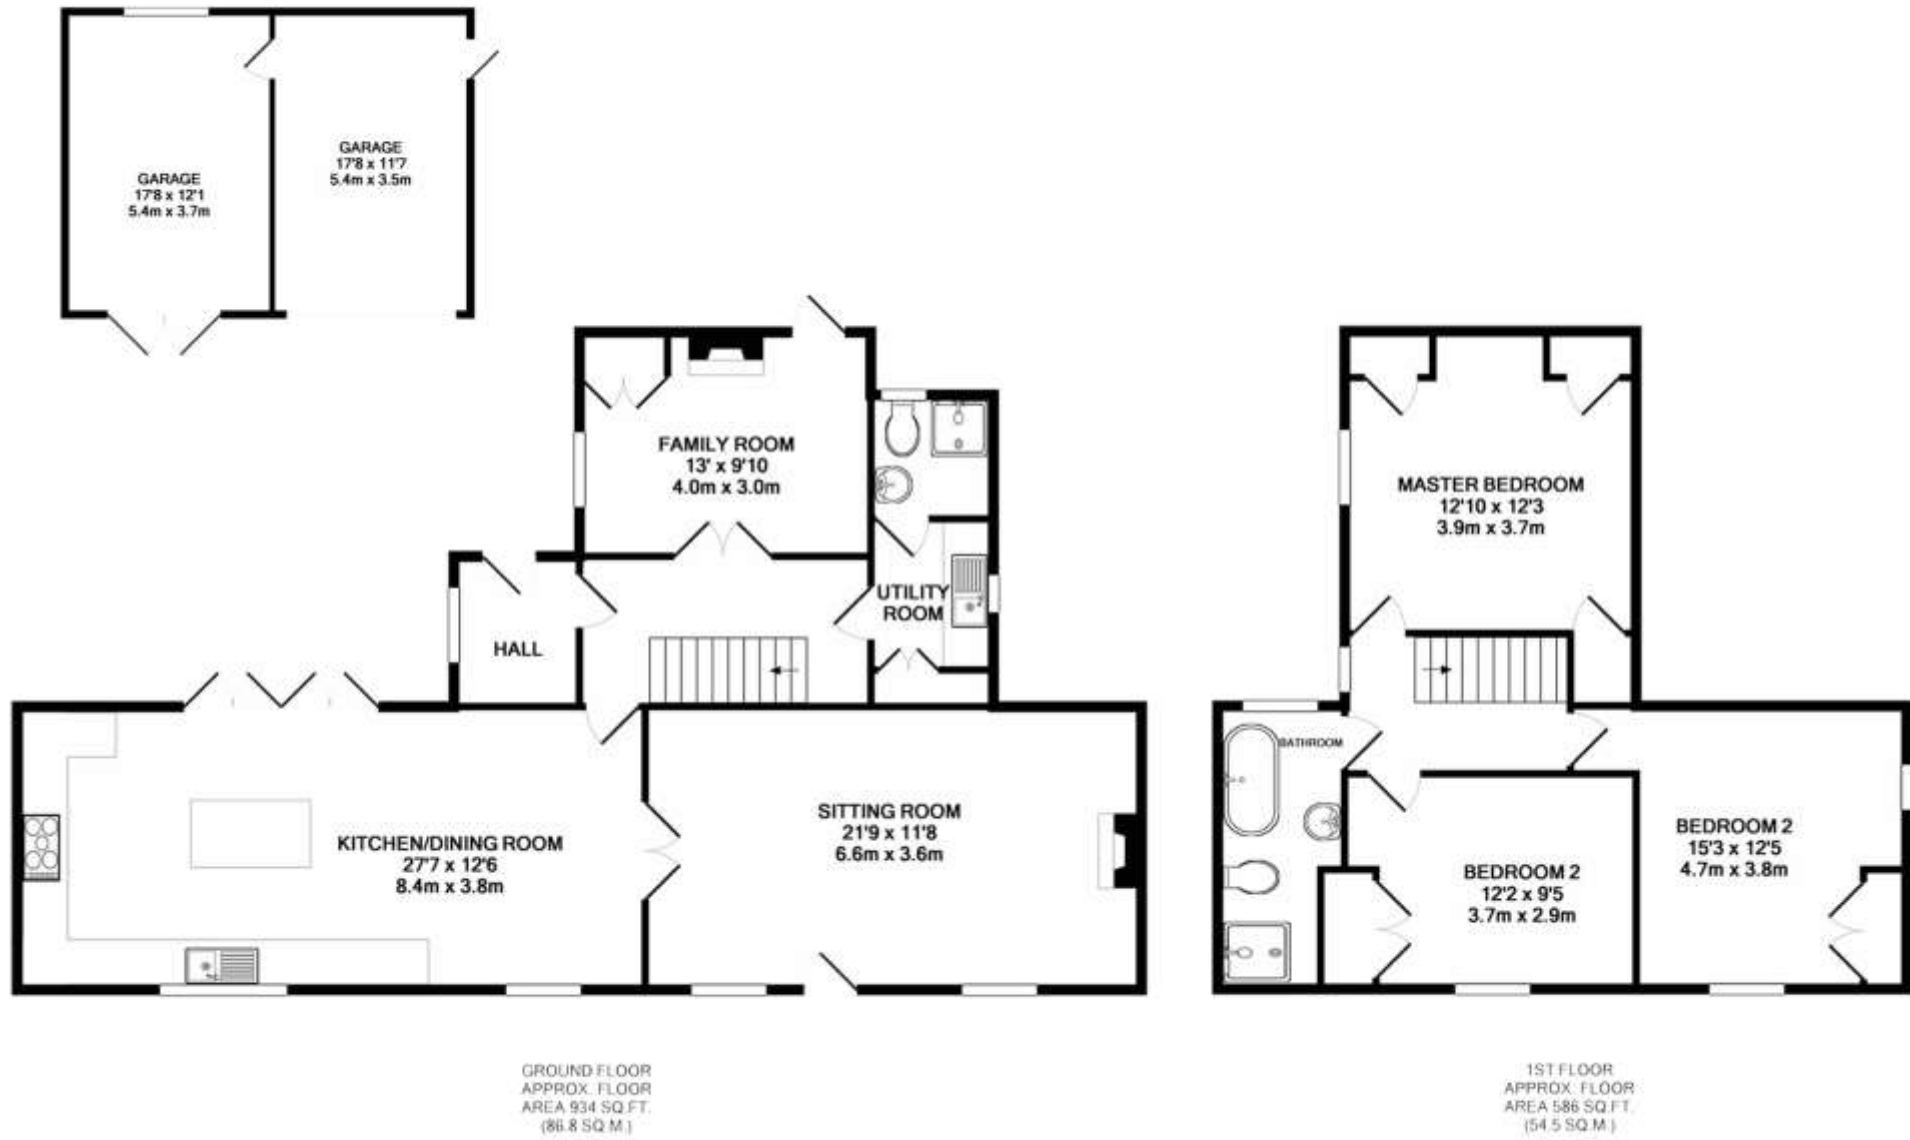 GARAGE
17'8 x 12'1
5.4m x 3.7m
GARAGE
17'8 x 11'7
5.4m x 3.5m
FAMILY ROOM
13' x 9'10
4.0m x 3.0m
UTILITY
ROOM
HALL
KITCHEN/DINING ROOM
27'7 x 12'6
8.4m x 3.8m
SITTING ROOM
21'9 x 11'8
6.6m x 3.6m
GROUND FLOOR
APPROX. FLOOR
AREA 934 SQ.FT.
(86.8 SQ.M.)
MASTER BEDROOM
12'10 x 12'3
3.9m x 3.7m
BATHROOM
BEDROOM 2
12'2 x 9'5
3.7m x 2.9m
BEDROOM 2
15'3 x 12'5
4.7m x 3.8m
1ST FLOOR
APPROX. FLOOR
AREA 586 SQ.FT.
(54.5 SQ.M.)